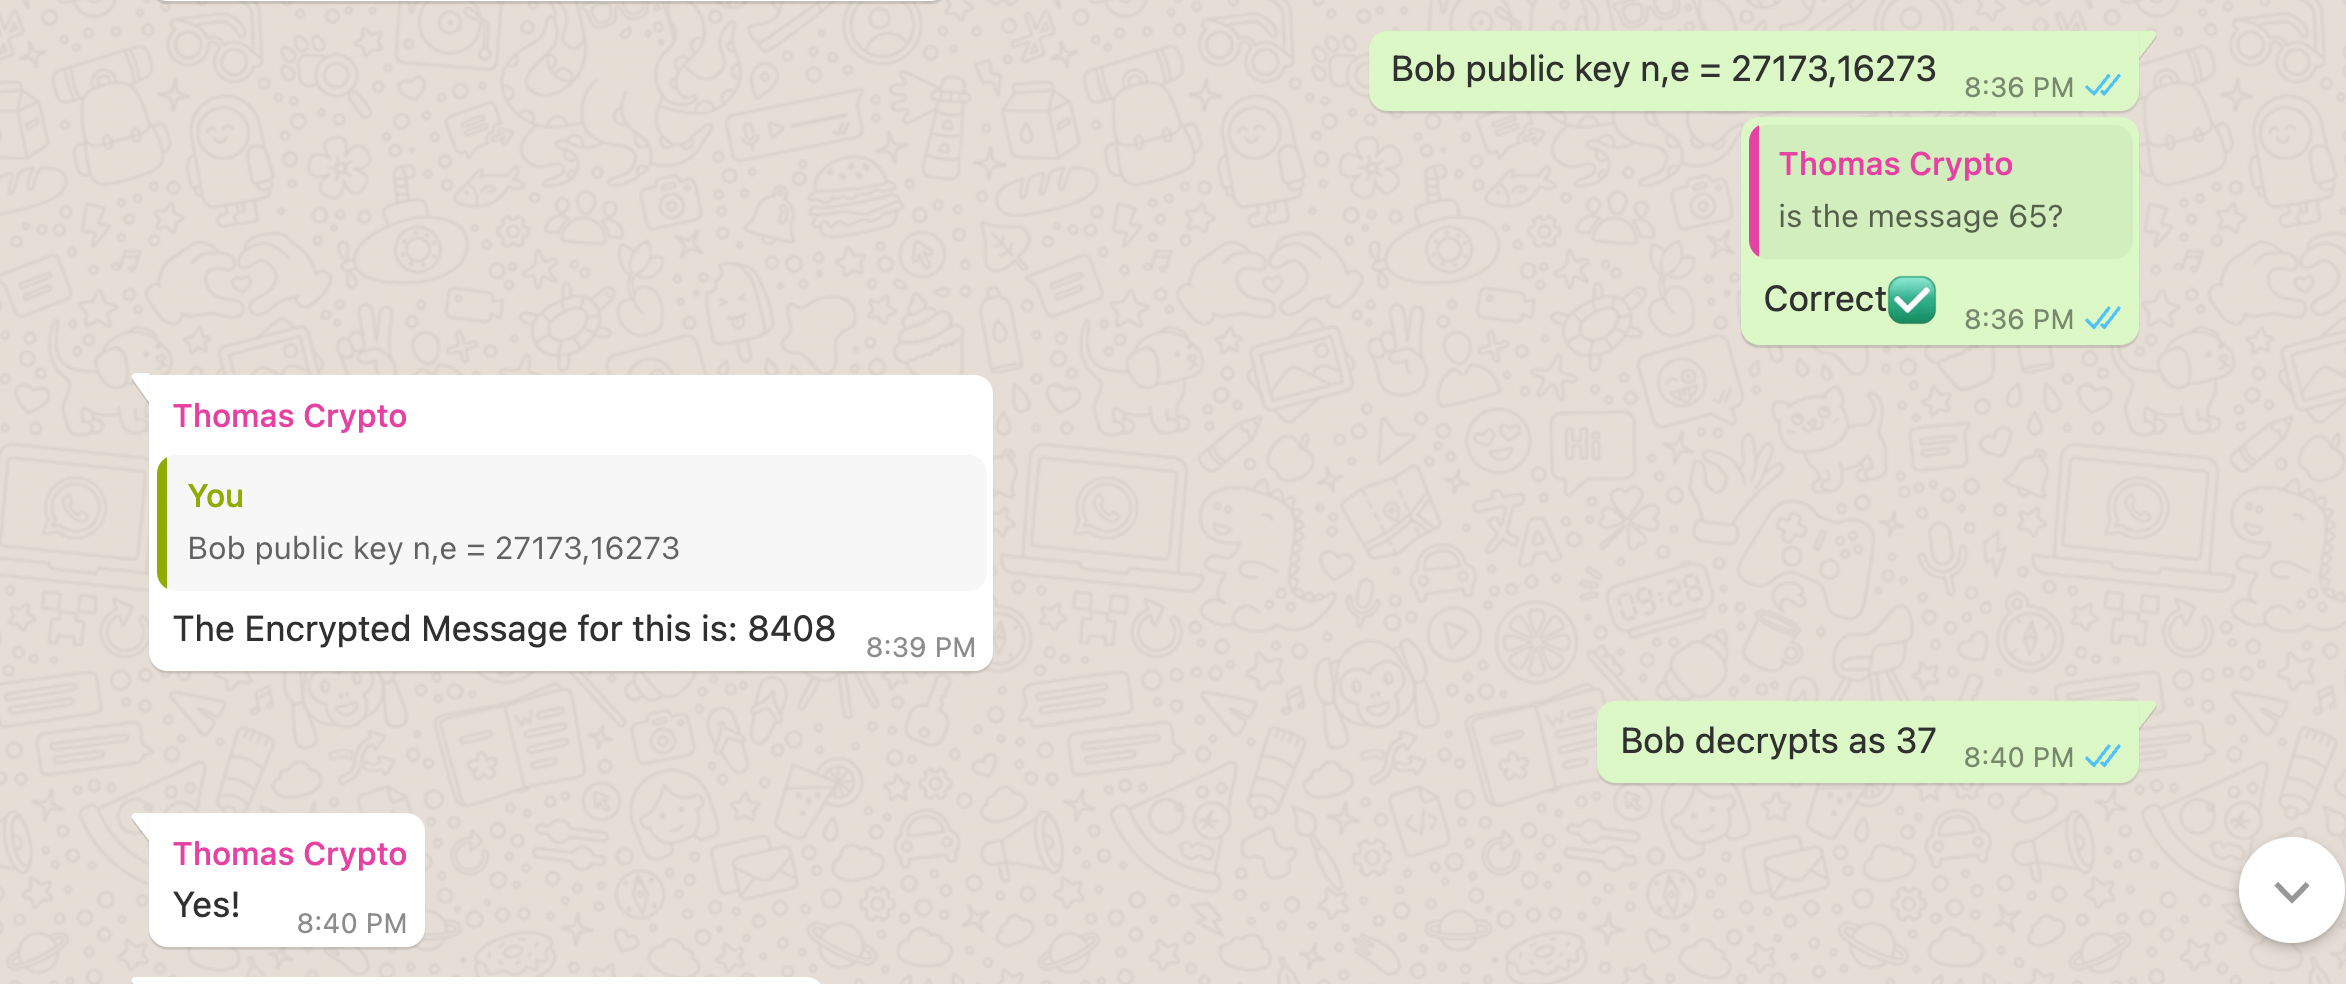 Bob public key n,e = 27173,16273
8:36 PM
Thomas Crypto
is the message 65?
Correct✅
8:36 PM
Thomas Crypto
You
Bob public key n,e = 27173,16273
The Encrypted Message for this is: 8408
8:39 PM
Bob decrypts as 37
8:40 PM
Thomas Crypto
Yes!
8:40 PM